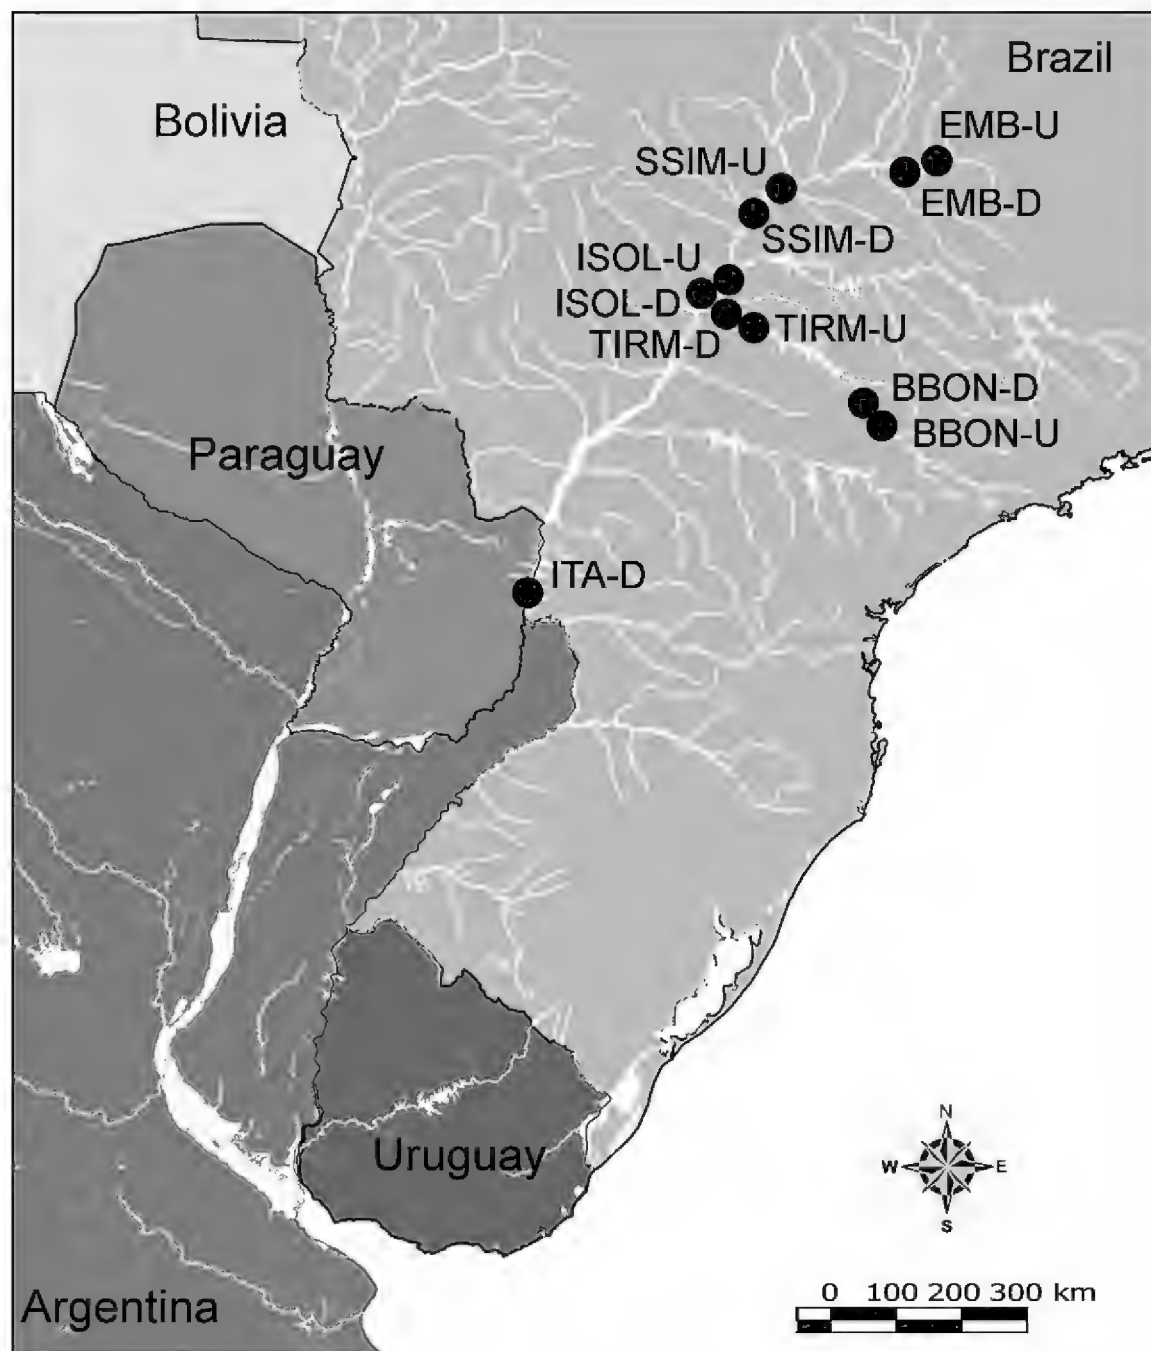 Brazil
Bolivia
EMB-U
SSIM-U
EMB-D
SSIM-D
ISOL-U
ISOL-D
TIRM-U
TIRM-D
BBON-D
BBON-U
Paraguay
ITA-D
N
W E
S
Uruguay
0 100 200 300 km
Argentina